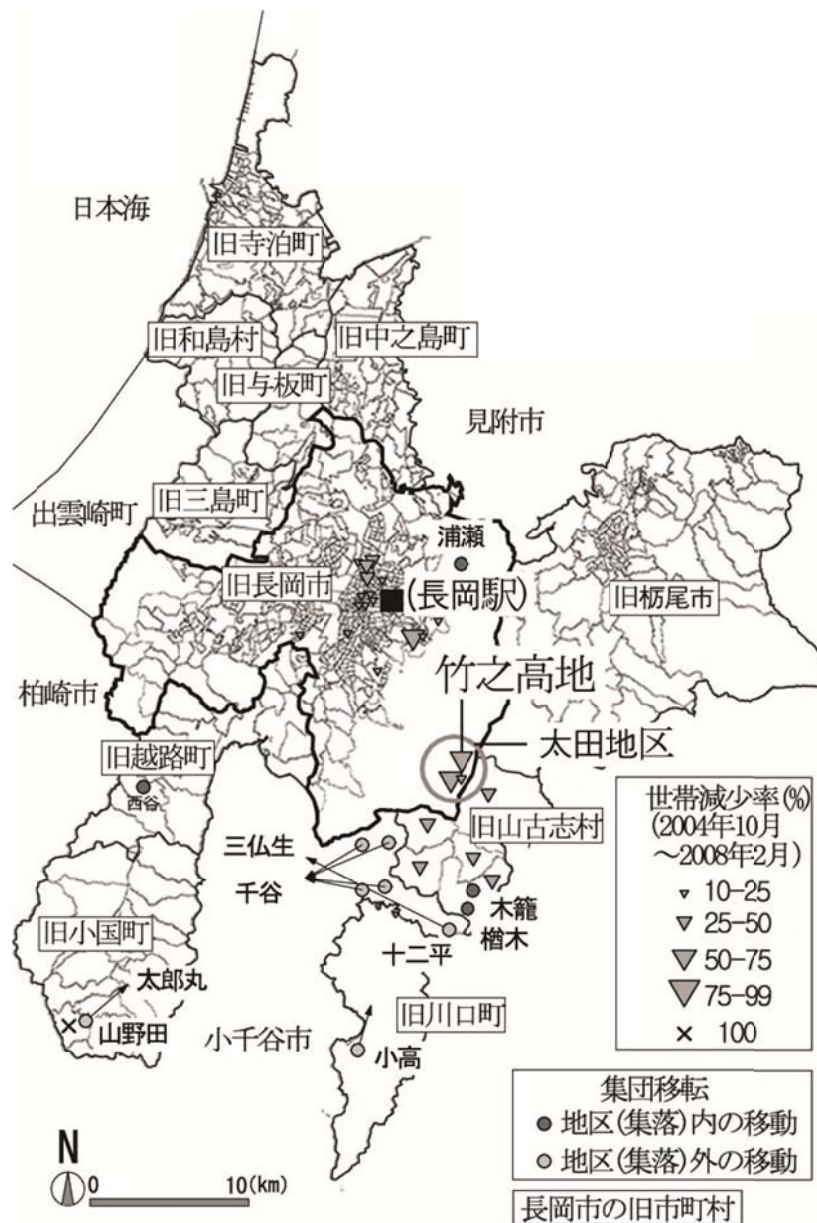 日本海
旧寺泊町
旧和島村
旧中之島町
旧与板町
見附市
旧三島町
出雲崎町
浦瀬
旧長岡市
(長岡駅)
旧栃尾市
柏崎市
竹之高地
太田地区
旧越路町
西谷
旧山古志村
三仏生
千谷
木籠
楢木
十二平
旧小国町
太郎丸
山野田
小千谷市
旧川口町
小高
世帯減少率(%)
(2004年10月
~2008年2月)
10-25
25-50
50-75
75-99
100
集団移転
地区(集落)内の移動
地区(集落)外の移動
長岡市の旧市町村
N
0 10(km)